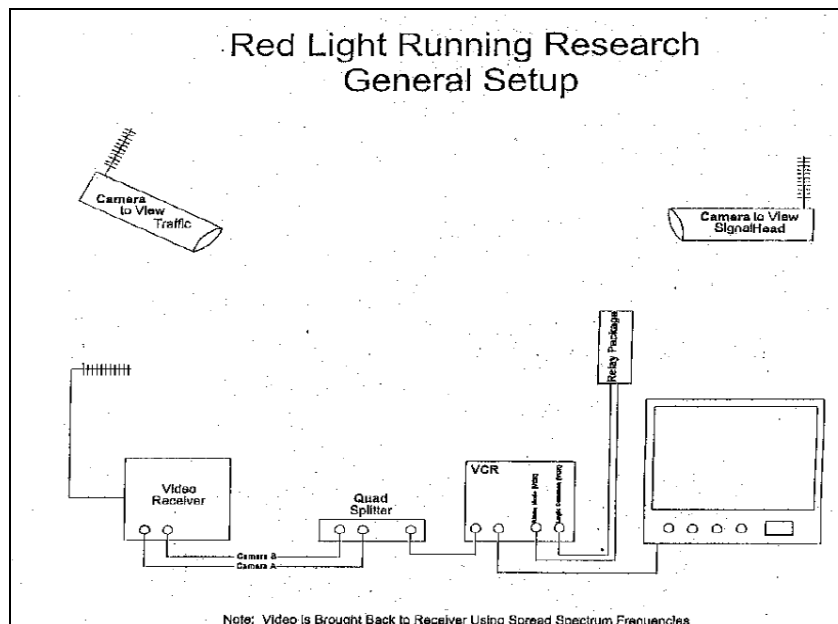 Red Light Running Research
General Setup
Camera
to View
Traffic
Camera to View
SignalHead
Relay Package
Video
Receiver
Quad
Splitter
VCR
Camera B
Camera A
Note: Video is Brought Back to Receiver Using Spread Spectrum Frequencies